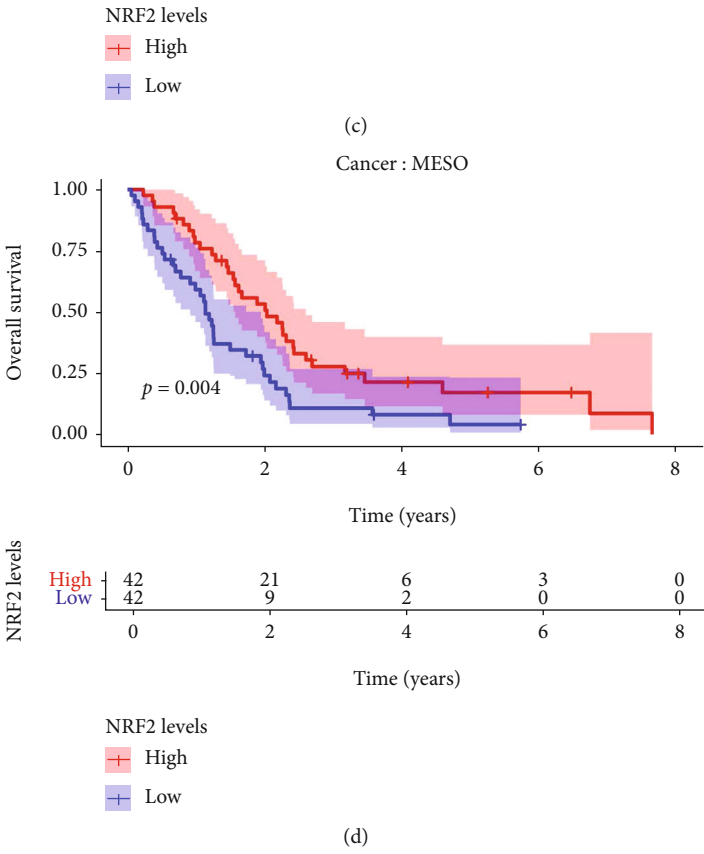 NRF2 levels
High
Low
(c)
Cancer : MESO
Overall survival
1.00
0.75
0.50
0.25
0.00
p = 0.004
0 2 4 6 8
Time (years)
NRF2 levels
High 42 21 6 3 0
Low 42 9 2 0 0
0 2 4 6 8
Time (years)
NRF2 levels
High
Low
(d)